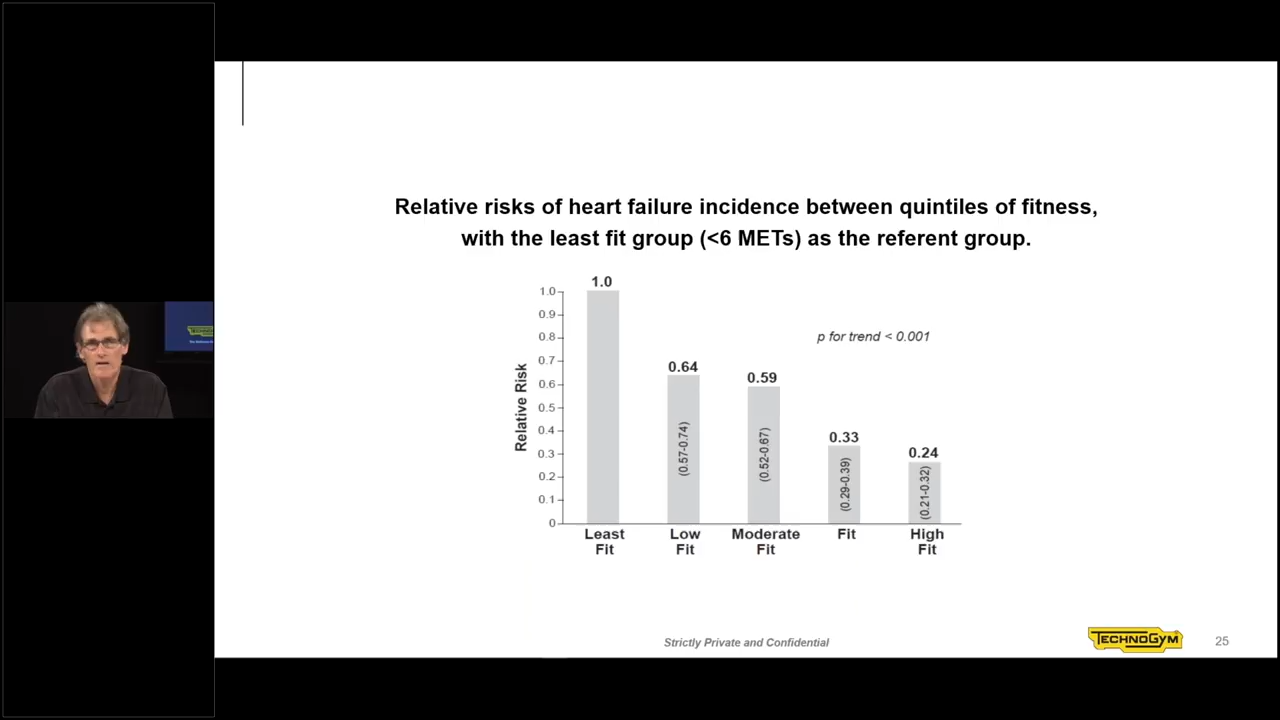 Relative risks of heart failure incidence between quintiles of fitness,
with the least fit group (<6 METs) as the referent group.
Relative Risk
1.0
0.9
0.8
0.7
0.6
0.5
0.4
0.3
0.2
0.1
0
1.0
0.64
0.59
0.33
0.24
(0.57-0.74)
(0.52-0.67)
(0.29-0.39)
(0.21-0.32)
p for trend < 0.001
Least
Fit
Low
Fit
Moderate
Fit
Fit
High
Fit
Strictly Private and Confidential
TECHNOGYM
25